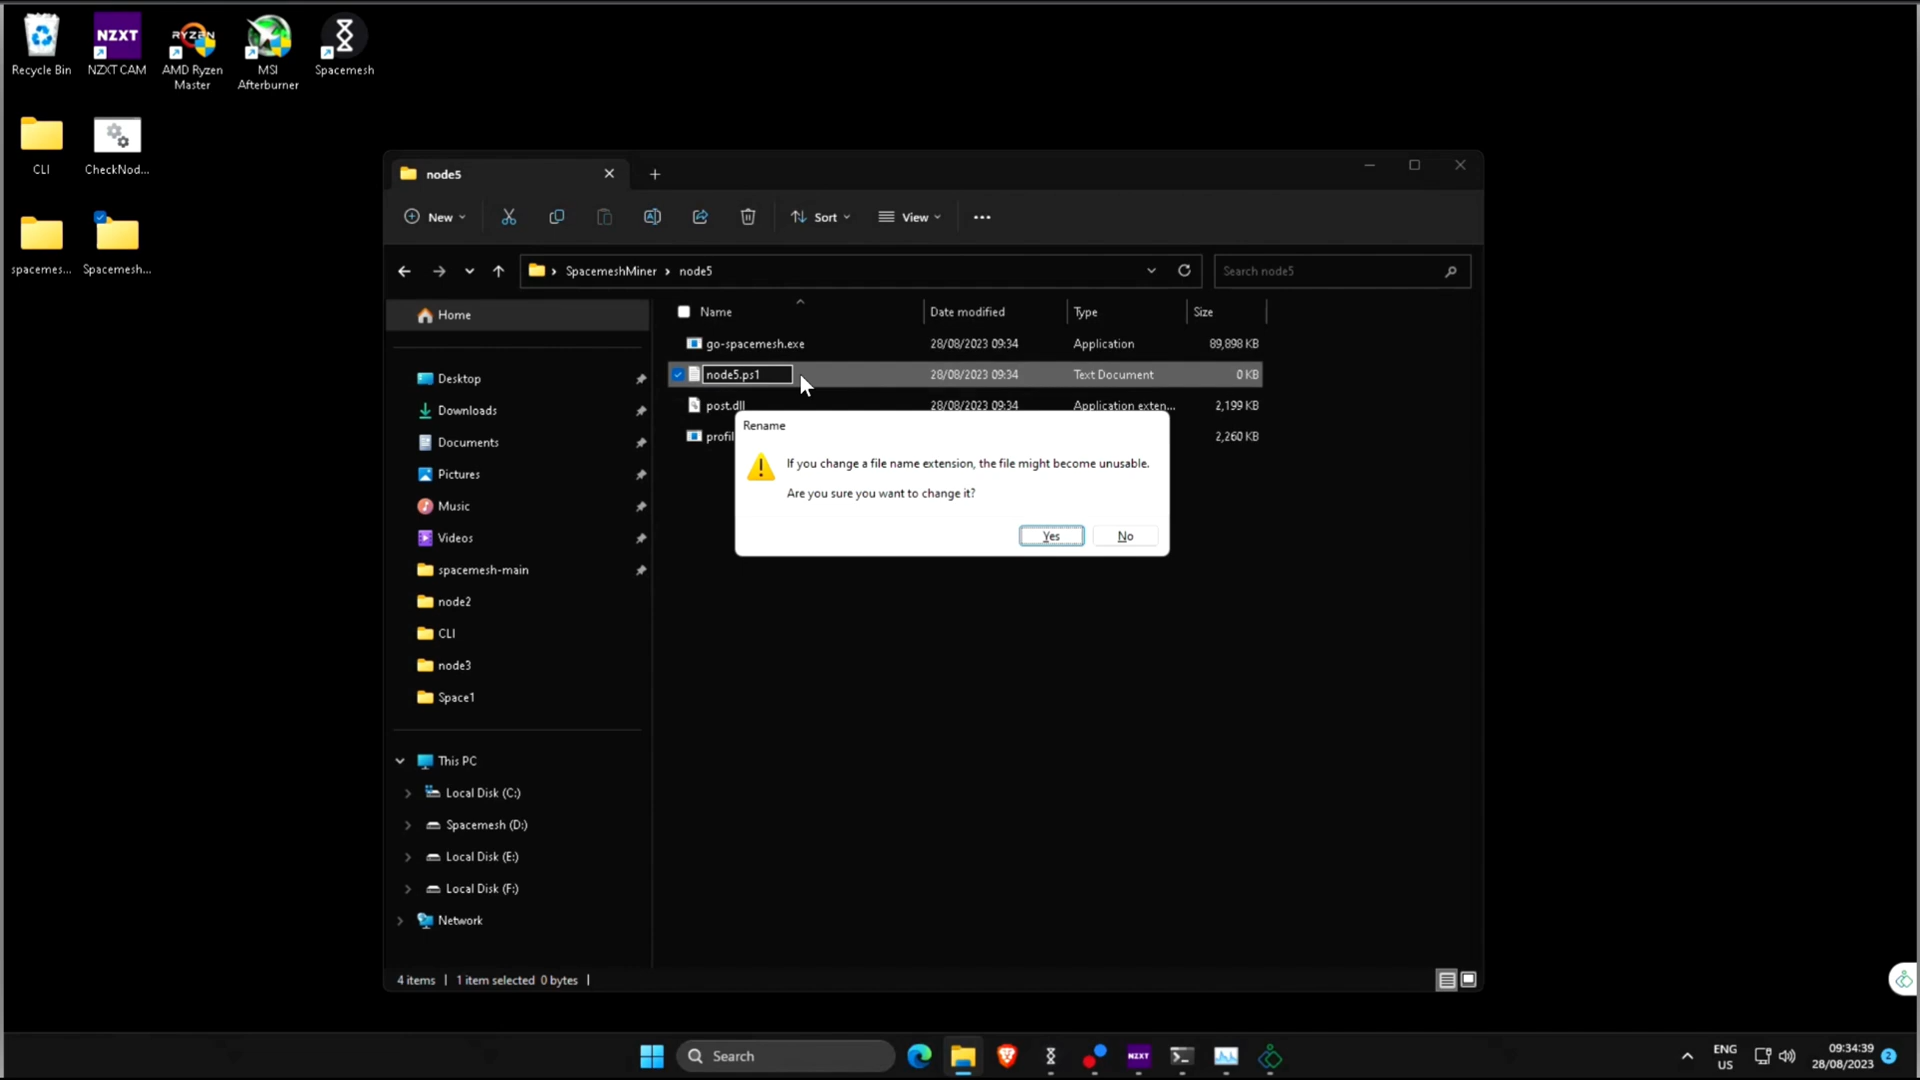 Recycle Bin
NZXT
NZXT CAM
RYZEN
AMD Ryzen
Master
MSI
Afterburner
Spacemesh
CLI
CheckNod...
spacemes...
Spacemesh...
node5
New
Sort
View
SpacemeshMiner
node5
Search node5
Home
Desktop
Downloads
Documents
Pictures
Music
Videos
spacemesh-main
node2
CLI
node3
Space1
This PC
Local Disk (C:)
Spacemesh (D:)
Local Disk (E:)
Local Disk (F:)
Network
Name
Date modified
Type
Size
go-spacemesh.exe 28/08/2023 09:34 Application 89,898 KB
node5.ps1 28/08/2023 09:34 Text Document 0 KB
post.dll 28/08/2023 09:34 Application exten... 2,199 KB
profil 2,260 KB
Rename
If you change a file name extension, the file might become unusable.
Are you sure you want to change it?
Yes
No
4 items
1 item selected 0 bytes
Search
NZXT
ENG
US
09:34:39
28/08/2023
2